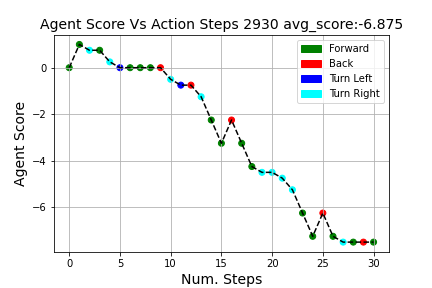 Agent Score Vs Action Steps 2930 avg_score:-6.875
Forward
Back
Turn Left
Turn Right
Agent Score
0
−2
−4
−6
0 5 10 15 20 25 30
Num. Steps